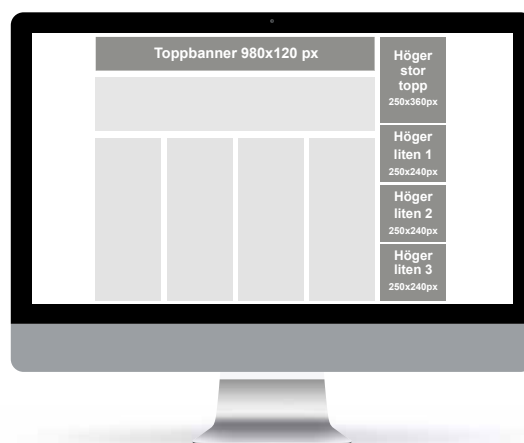 Toppbanner 980x120 px
Höger
stor
topp
250x360px
Höger
liten 1
250x240px
Höger
liten 2
250x240px
Höger
liten 3
250x240px